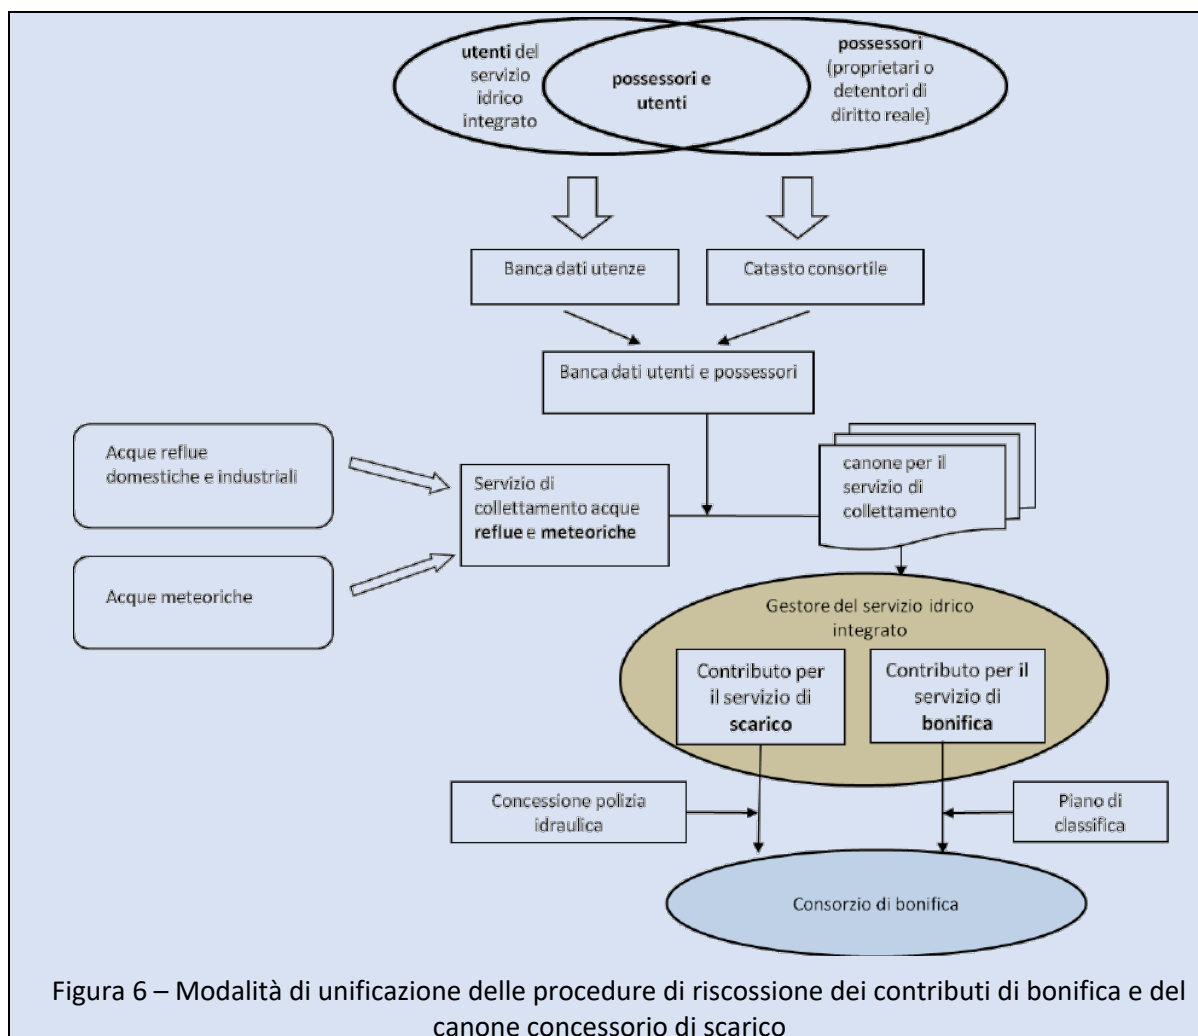 utenti del
servizio
idrico
integrato
possessori e
utenti
possessori
(proprietari o
detentori di
diritto reale)
Banca dati utenze
Catasto consortile
Banca dati utenti e possessori
Acque reflue
domestiche e industriali
Acque meteoriche
Servizio di
collettamento acque
reflue e meteoriche
canone per il
servizio di
collettamento
Gestore del servizio idrico
integrato
Contributo per
il servizio di
scarico
Contributo per il
servizio di
bonifica
Concessione polizia
idraulica
Piano di
classifica
Consorzio di bonifica
Figura 6 – Modalità di unificazione delle procedure di riscossione dei contributi di bonifica e del
canone concessorio di scarico